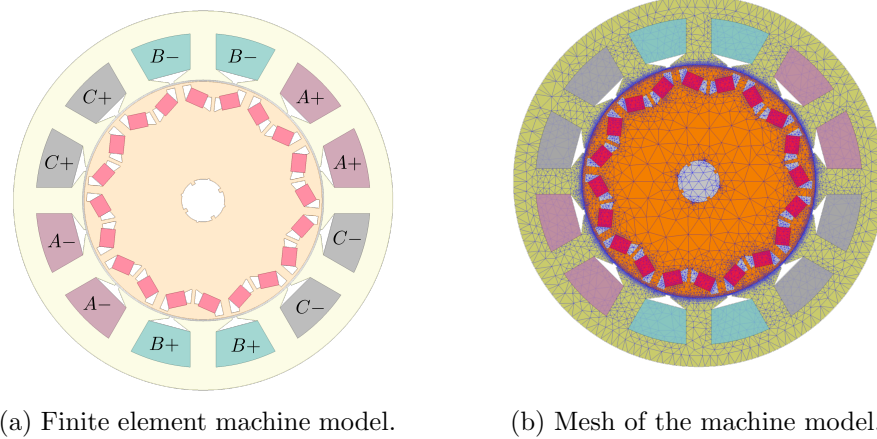 B− B−
C+ A+
C+ A+
A− C−
A− C−
B+ B+
(a) Finite element machine model.
(b) Mesh of the machine model.